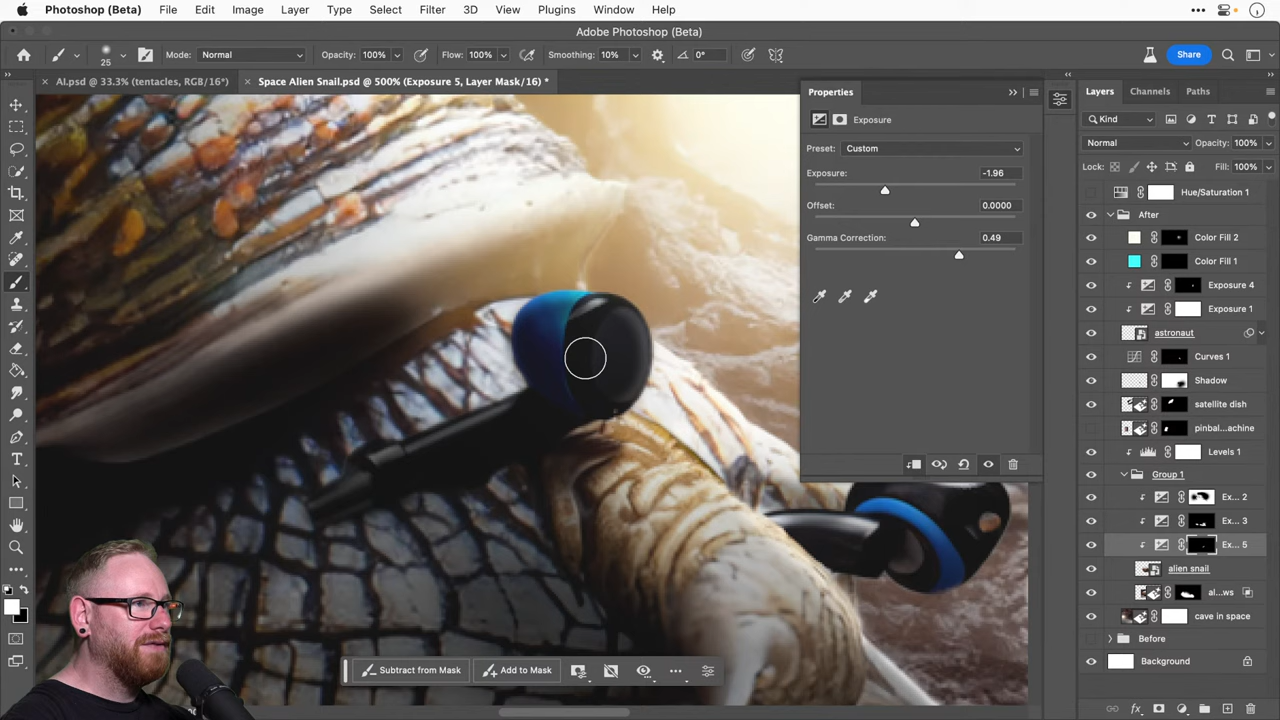 Photoshop (Beta) File Edit Image Layer Type Select Filter 3D View Plugins Window Help
Adobe Photoshop (Beta)
25 Mode: Normal Opacity: 100% Flow: 100% Smoothing: 10% 0° Share
AI.psd @ 33.3% (tentacles, RGB/16*) Space Alien Snail.psd @ 500% (Exposure 5, Layer Mask/16) *
Properties
Exposure
Preset: Custom
Exposure: -1.96
Offset: 0.0000
Gamma Correction: 0.49
Layers Channels Paths
Kind
Normal Opacity: 100%
Lock: Fill: 100%
Hue/Saturation 1
After
Color Fill 2
Color Fill 1
Exposure 4
Exposure 1
astronaut
Curves 1
Shadow
satellite dish
pinbal...achine
Levels 1
Group 1
Ex... 2
Ex... 3
Ex... 5
alien snail
al...ws
cave in space
Before
Background
Subtract from Mask Add to Mask